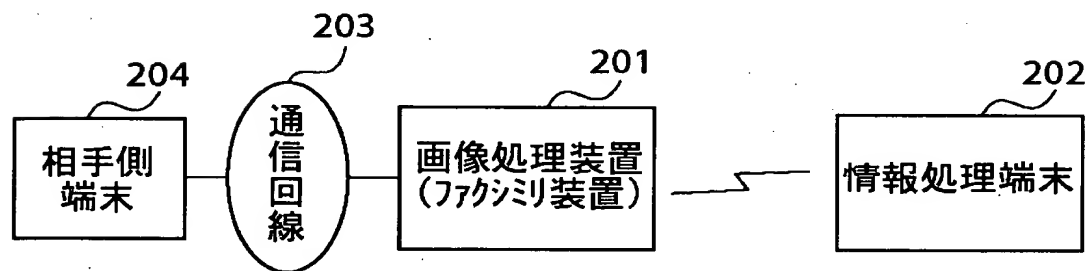 203
204
201
202
相手側
端末
通信回線
画像処理装置
(ファクシミリ装置)
情報処理端末